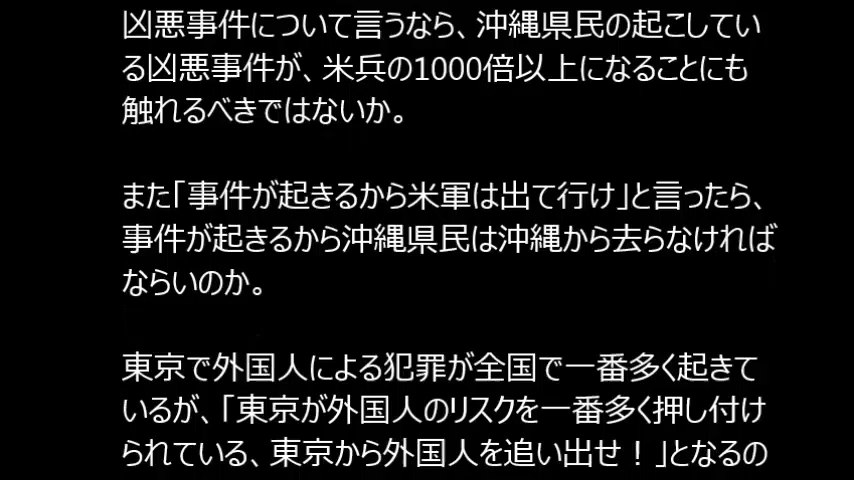 凶悪事件について言うなら、沖縄県民の起こしてい
る凶悪事件が、米兵の1000倍以上になることにも
触れるべきではないか。
また「事件が起きるから米軍は出て行け」と言ったら、
事件が起きるから沖縄県民は沖縄から去らなければ
ならいのか。
東京で外国人による犯罪が全国で一番多く起きて
いるが、「東京が外国人のリスクを一番多く押し付け
られている、東京から外国人を追い出せ！」となるの